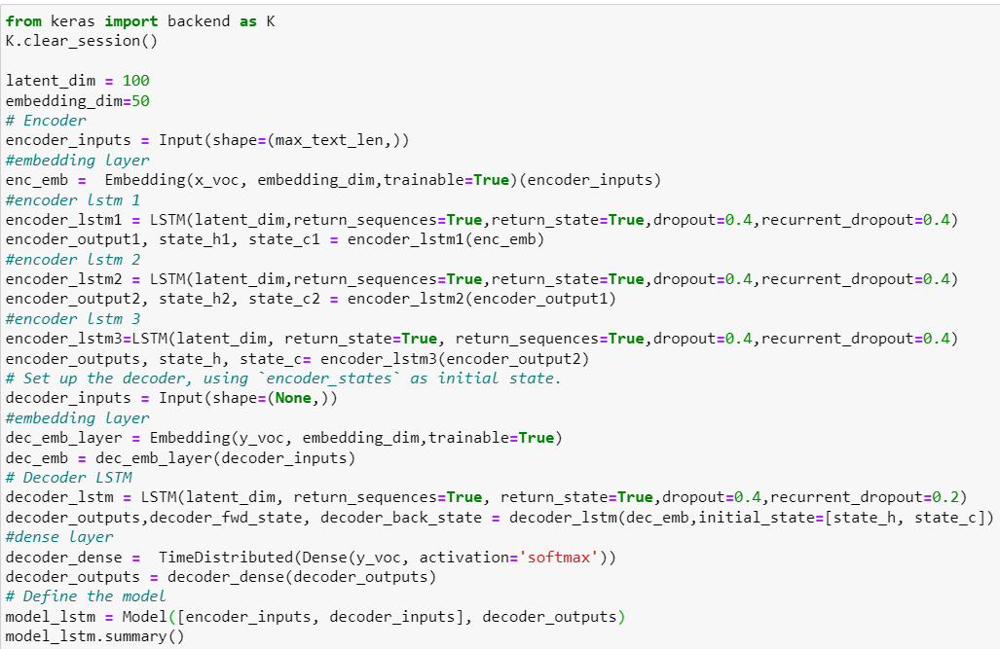 from keras import backend as K
K.clear_session()
latent_dim = 100
embedding_dim=50
# Encoder
encoder_inputs = Input(shape=(max_text_len,))
#embedding layer
enc_emb =  Embedding(x_voc, embedding_dim,trainable=True)(encoder_inputs)
#encoder lstm 1
encoder_lstm1 = LSTM(latent_dim,return_sequences=True,return_state=True,dropout=0.4,recurrent_dropout=0.4)
encoder_output1, state_h1, state_c1 = encoder_lstm1(enc_emb)
#encoder lstm 2
encoder_lstm2 = LSTM(latent_dim,return_sequences=True,return_state=True,dropout=0.4,recurrent_dropout=0.4)
encoder_output2, state_h2, state_c2 = encoder_lstm2(encoder_output1)
#encoder lstm 3
encoder_lstm3=LSTM(latent_dim, return_state=True, return_sequences=True,dropout=0.4,recurrent_dropout=0.4)
encoder_outputs, state_h, state_c= encoder_lstm3(encoder_output2)
# Set up the decoder, using `encoder_states` as initial state.
decoder_inputs = Input(shape=(None,))
#embedding layer
dec_emb_layer = Embedding(y_voc, embedding_dim,trainable=True)
dec_emb = dec_emb_layer(decoder_inputs)
# Decoder LSTM
decoder_lstm = LSTM(latent_dim, return_sequences=True, return_state=True,dropout=0.4,recurrent_dropout=0.2)
decoder_outputs,decoder_fwd_state, decoder_back_state = decoder_lstm(dec_emb,initial_state=[state_h, state_c])
#dense layer
decoder_dense =  TimeDistributed(Dense(y_voc, activation='softmax'))
decoder_outputs = decoder_dense(decoder_outputs)
# Define the model
model_lstm = Model([encoder_inputs, decoder_inputs], decoder_outputs)
model_lstm.summary()